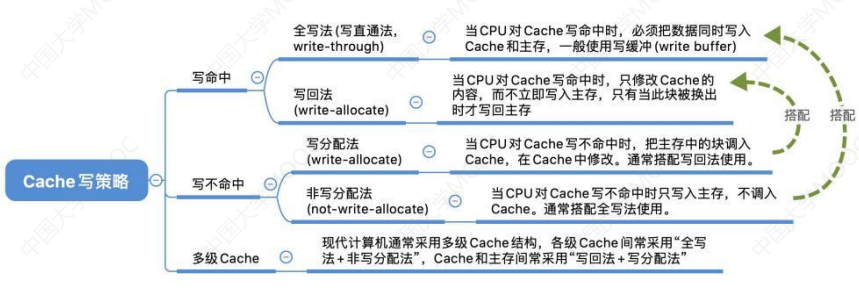 全写法 (写直通法,
write-through)
当CPU对Cache写命中时,必须把数据同时写入
Cache和主存,一般使用写缓冲(write buffer)
写命中
写回法
(write-allocate)
当CPU对Cache写命中时,只修改Cache的
内容,而不立即写入主存,只有当此块被换出
时才写回主存
搭配
搭配
Cache写策略
写分配法
(write-allocate)
当CPU对Cache写不命中时,把主存中的块调入
Cache,在Cache中修改。通常搭配写回法使用。
写不命中
非写分配法
(not-write-allocate)
当CPU对Cache写不命中时只写入主存,不调入
Cache。通常搭配全写法使用。
多级Cache
现代计算机通常采用多级Cache结构,各级Cache间常采用“全写
法+非写分配法”,Cache和主存间常采用“写回法+写分配法”